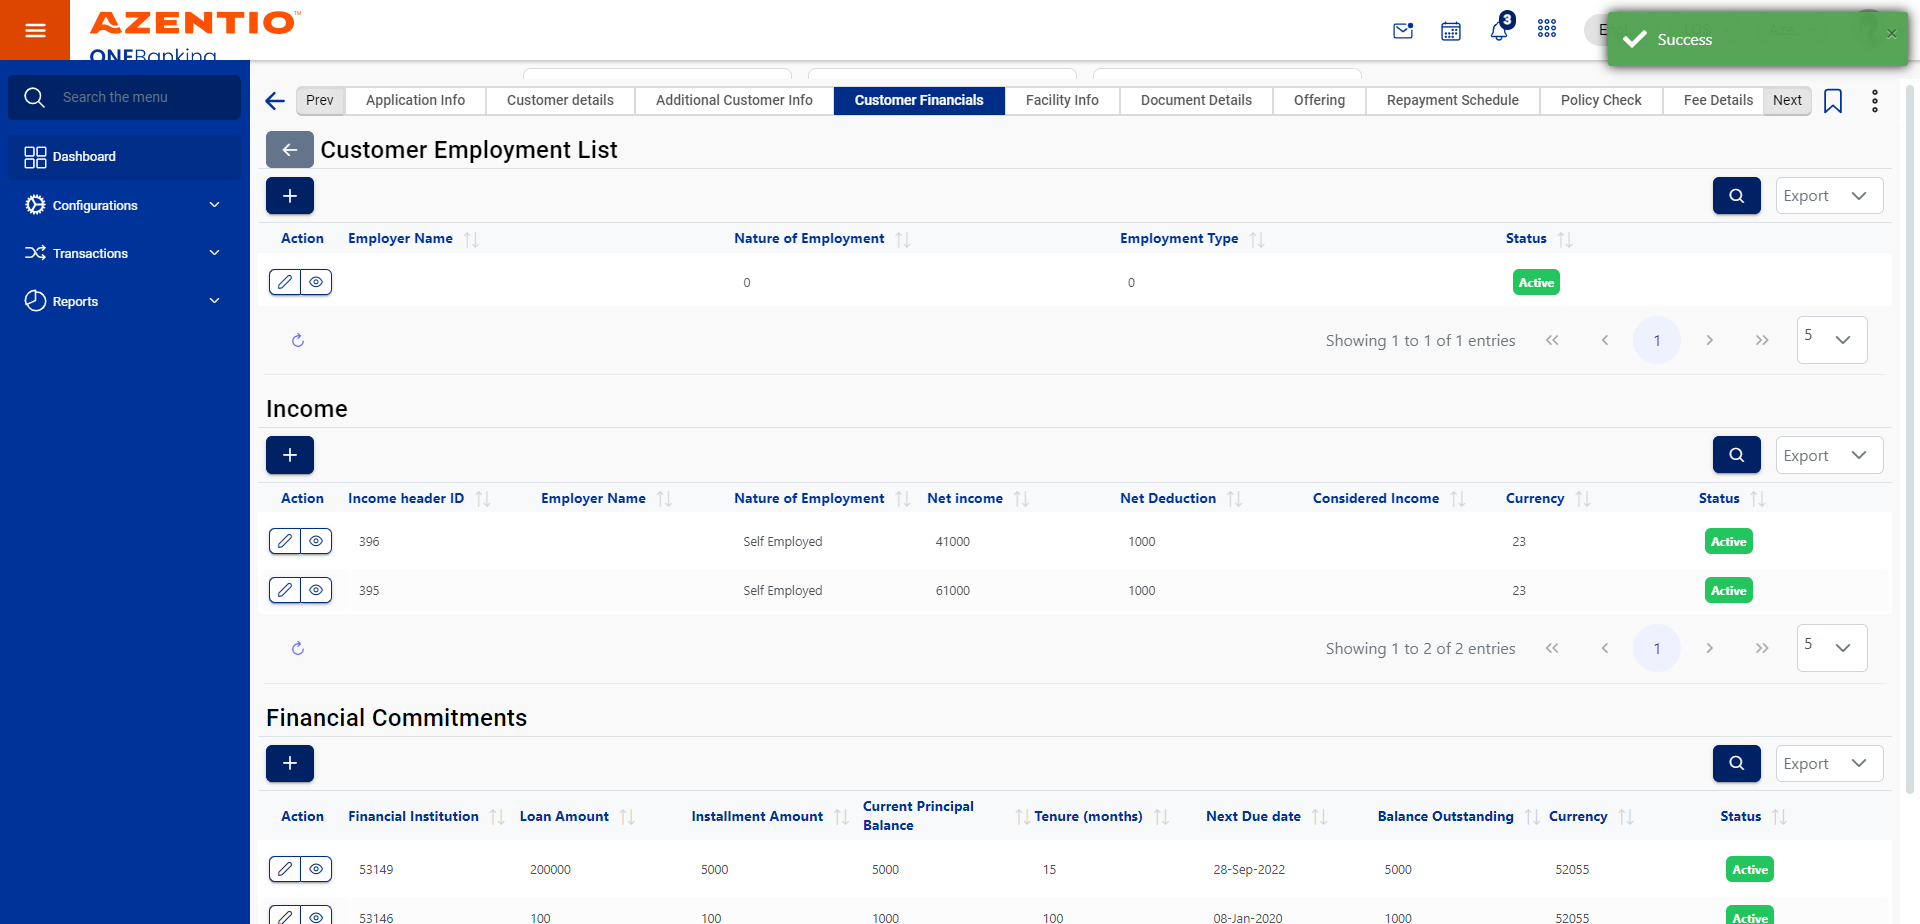 AZENTIO™
ONEBanking
3
Success
Search the menu
Dashboard
Configurations
Transactions
Reports
Prev Application Info Customer details Additional Customer Info Customer Financials Facility Info Document Details Offering Repayment Schedule Policy Check Fee Details Next
Customer Employment List
Export
Action Employer Name Nature of Employment Employment Type Status
0 0 Active
Showing 1 to 1 of 1 entries 1 5
Income
Export
Action Income header ID Employer Name Nature of Employment Net income Net Deduction Considered Income Currency Status
396 Self Employed 41000 1000 23 Active
395 Self Employed 61000 1000 23 Active
Showing 1 to 2 of 2 entries 1 5
Financial Commitments
Export
Action Financial Institution Loan Amount Installment Amount Current Principal Balance Tenure (months) Next Due date Balance Outstanding Currency Status
53149 200000 5000 5000 15 28-Sep-2022 5000 52055 Active
53146 100 100 1000 100 08-Jan-2020 1000 52055 Active